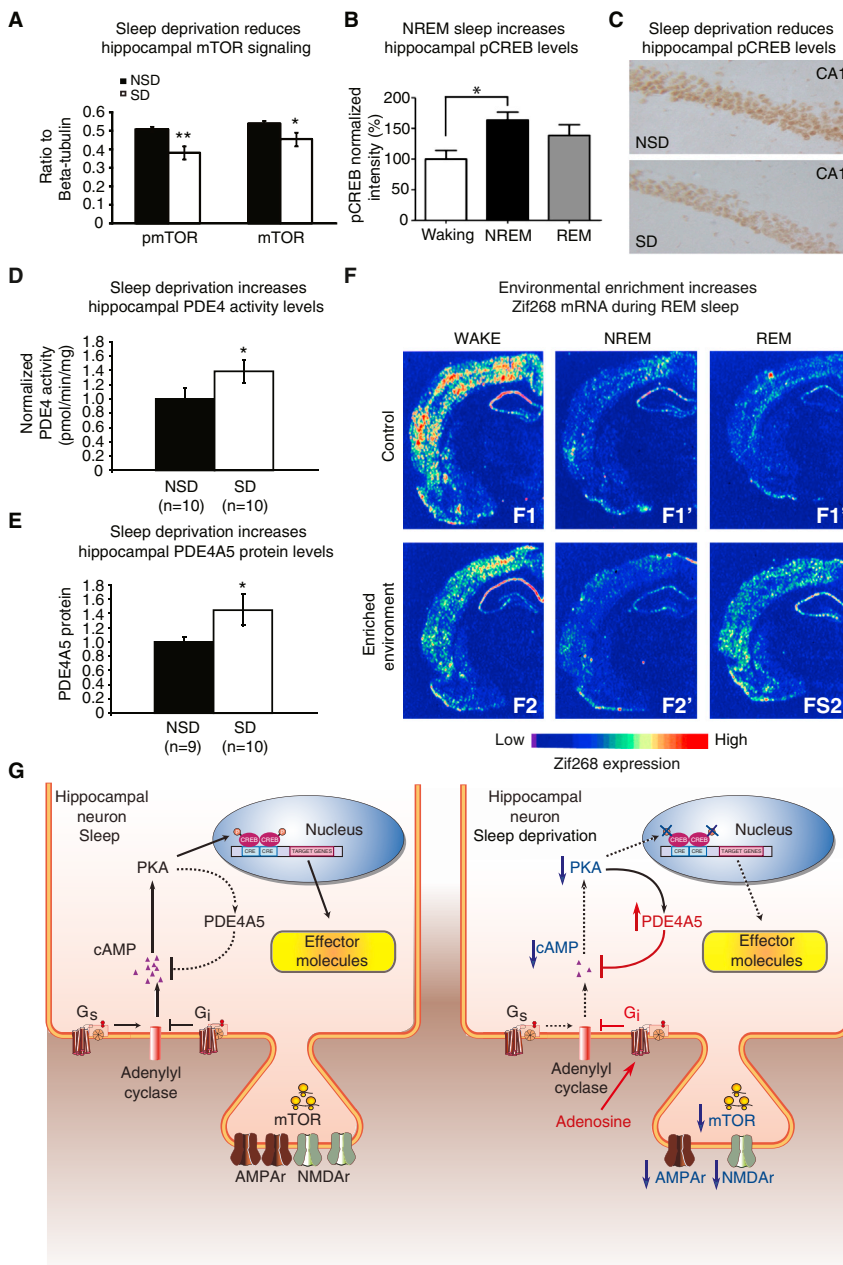 A
Sleep deprivation reduces
hippocampal mTOR signaling
NSD
SD
Ratio to
Beta-tubulin
0.6
0.5
0.4
0.3
0.2
0.1
0
**
*
pmTOR
mTOR
B
NREM sleep increases
hippocampal pCREB levels
pCREB normalized
intensity (%)
200
150
100
50
0
*
Waking
NREM
REM
C
Sleep deprivation reduces
hippocampal pCREB levels
CA1
NSD
CA1
SD
D
Sleep deprivation increases
hippocampal PDE4 activity levels
Normalized
PDE4 activity
(pmol/min/mg)
1.8
1.6
1.4
1.2
1.0
0.8
0.6
0.4
0.2
0
*
NSD
(n=10)
SD
(n=10)
E
Sleep deprivation increases
hippocampal PDE4A5 protein levels
PDE4A5 protein
1.8
1.6
1.4
1.2
1.0
0.8
0.6
0.4
0.2
0
*
NSD
(n=9)
SD
(n=10)
F
Environmental enrichment increases
Zif268 mRNA during REM sleep
WAKE
NREM
REM
Control
F1
F1’
F1’
Enriched
environment
F2
F2’
FS2
Low
High
Zif268 expression
G
Hippocampal
neuron
Sleep
Nucleus
CREB
CREB
CRE
CRE
TARGET GENES
PKA
PDE4A5
cAMP
Effector
molecules
Gs
Gi
Adenylyl
cyclase
mTOR
AMPAr
NMDAr
Hippocampal
neuron
Sleep deprivation
Nucleus
CREB
CREB
CRE
CRE
TARGET GENES
PKA
PDE4A5
cAMP
Effector
molecules
Gs
Gi
Adenylyl
cyclase
Adenosine
mTOR
AMPAr
NMDAr